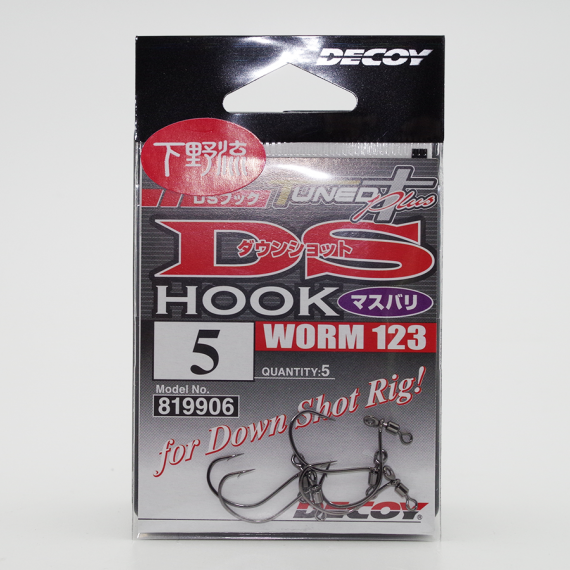 DECOY
下野流
DSフック
TUNED Plus
DS
ダウンショット
HOOK マスバリ
5
WORM 123
QUANTITY:5
Model No.
819906
for Down Shot Rig!
DECOY®